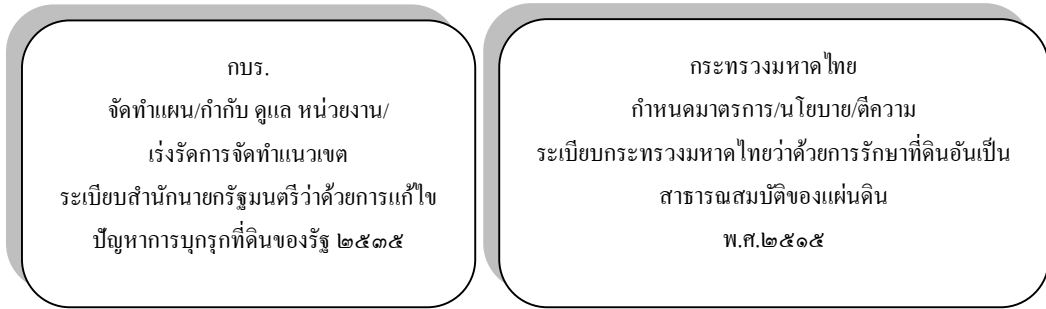 กบร.
จัดทำแผน/กำกับ ดูแล หน่วยงาน/
เร่งรัดการจัดทำแนวเขต
ระเบียบสำนักนายกรัฐมนตรีว่าด้วยการแก้ไข
ปัญหาการบุกรุกที่ดินของรัฐ ๒๕๓๕
กระทรวงมหาดไทย
กำหนดมาตรการ/นโยบาย/ตีความ
ระเบียบกระทรวงมหาดไทยว่าด้วยการรักษาที่ดินอันเป็น
สาธารณสมบัติของแผ่นดิน
พ.ศ.๒๕๑๕